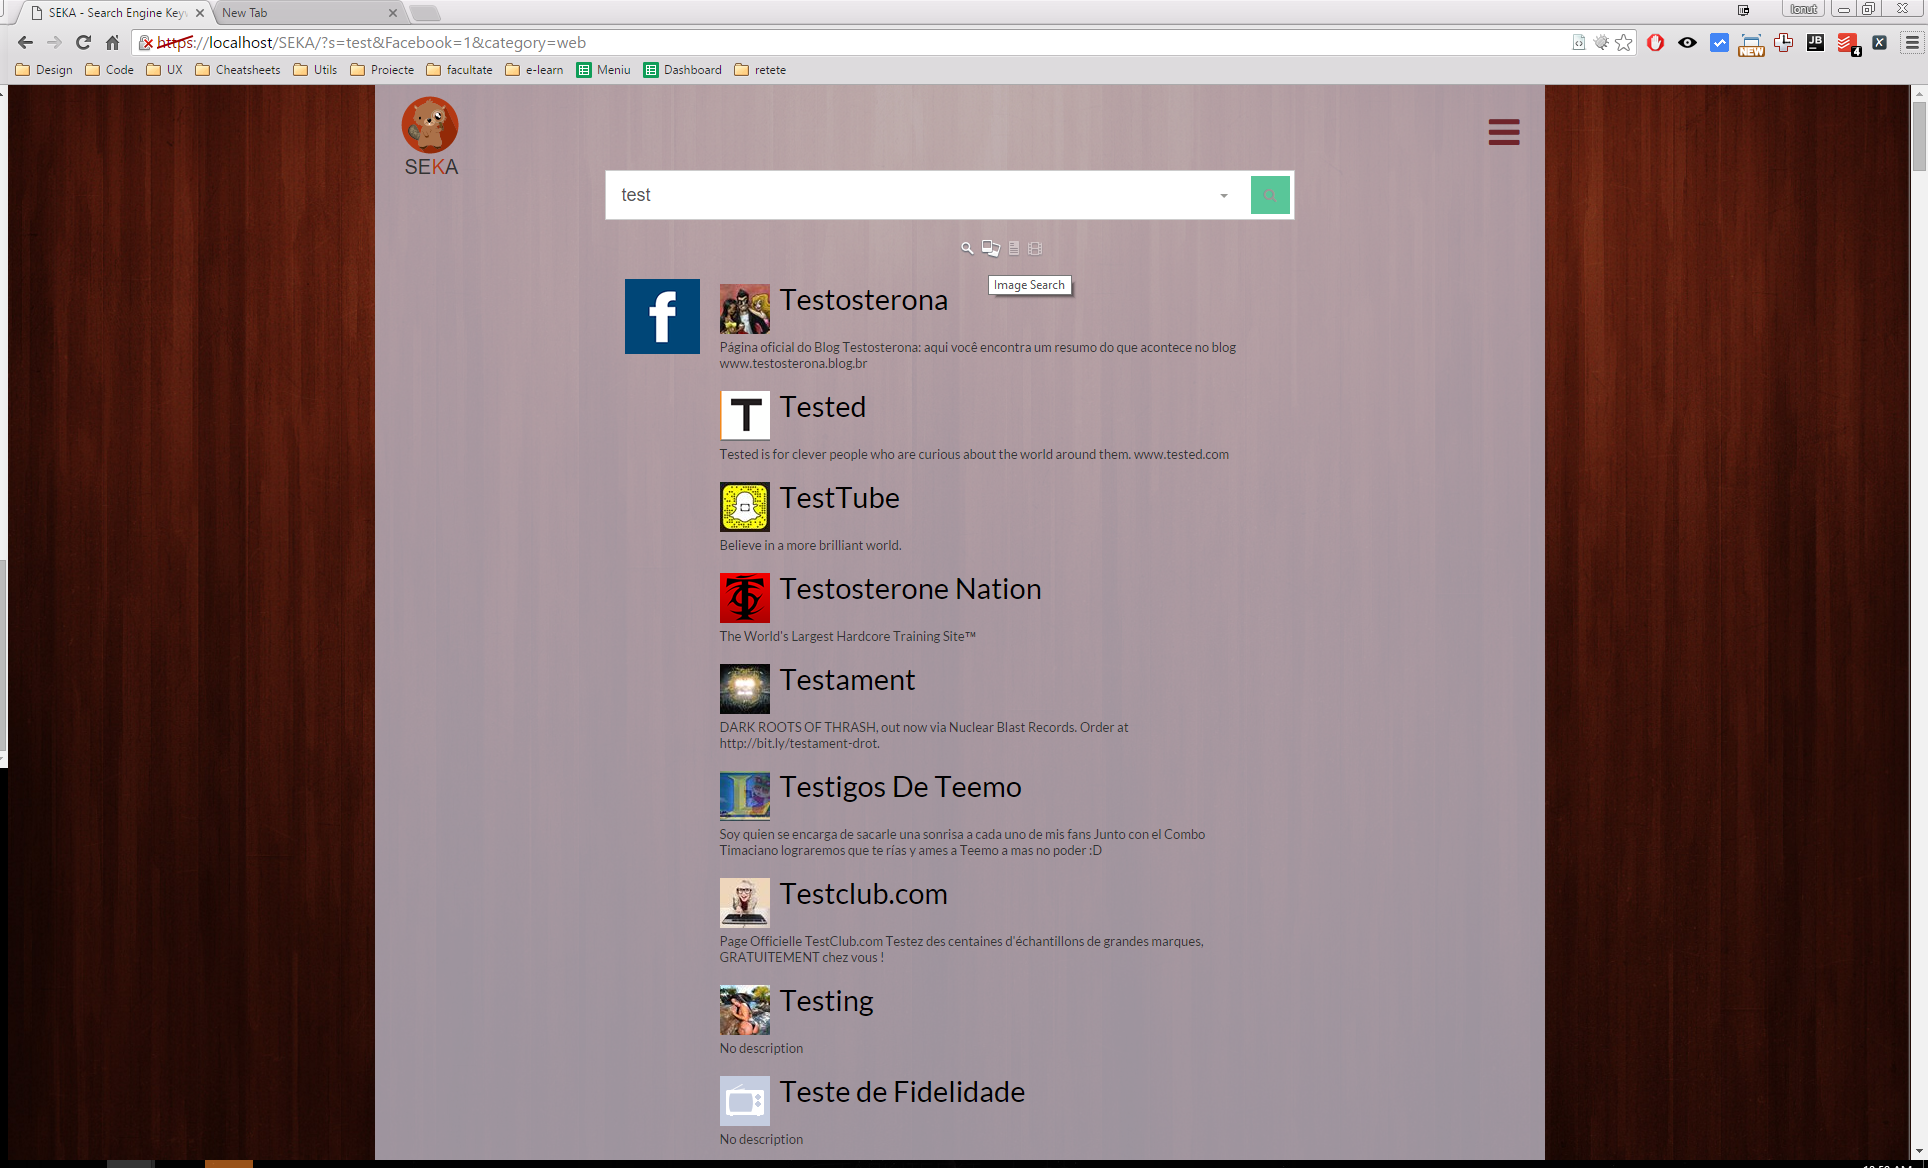 SEKA - Search Engine Key
New Tab
Ionut
https://localhost/SEKA/?s=test&Facebook=1&category=web
NEW
JB
4
Design
Code
UX
Cheatsheets
Utils
Proiecte
facultate
e-learn
Meniu
Dashboard
retete
SEKA
test
Image Search
f
Testosterona
Página oficial do Blog Testosterona: aqui você encontra um resumo do que acontece no blog
www.testosterona.blog.br
T
Tested
Tested is for clever people who are curious about the world around them. www.tested.com
TestTube
Believe in a more brilliant world.
Testosterone Nation
The World's Largest Hardcore Training Site™
Testament
DARK ROOTS OF THRASH, out now via Nuclear Blast Records. Order at
http://bit.ly/testament-drot.
L
Testigos De Teemo
Soy quien se encarga de sacarle una sonrisa a cada uno de mis fans Junto con el Combo
Timaciano lograremos que te rías y ames a Teemo a mas no poder :D
Testclub.com
Page Officielle TestClub.com Testez des centaines d'échantillons de grandes marques,
GRATUITEMENT chez vous !
Testing
No description
Teste de Fidelidade
No description